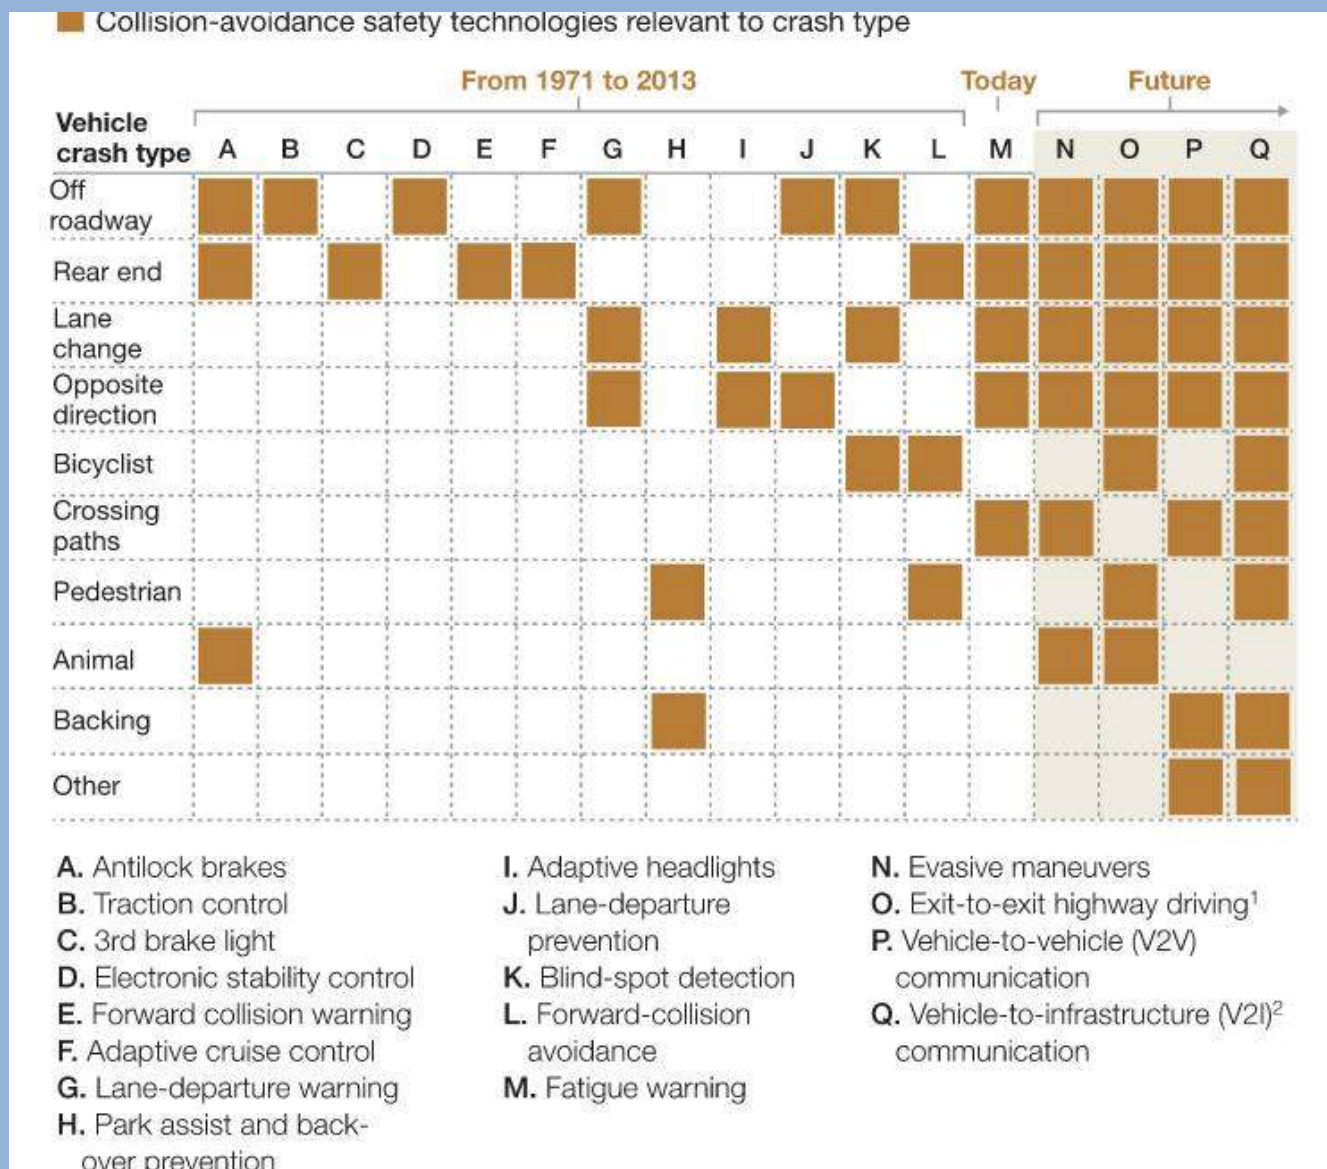 Collision-avoidance safety technologies relevant to crash type
From 1971 to 2013
Today
Future
Vehicle
crash type A B C D E F G H I J K L M N O P Q
Off
roadway
Rear end
Lane
change
Opposite
direction
Bicyclist
Crossing
paths
Pedestrian
Animal
Backing
Other
A. Antilock brakes
B. Traction control
C. 3rd brake light
D. Electronic stability control
E. Forward collision warning
F. Adaptive cruise control
G. Lane-departure warning
H. Park assist and back-
over prevention
I. Adaptive headlights
J. Lane-departure
prevention
K. Blind-spot detection
L. Forward-collision
avoidance
M. Fatigue warning
N. Evasive maneuvers
O. Exit-to-exit highway driving¹
P. Vehicle-to-vehicle (V2V)
communication
Q. Vehicle-to-infrastructure (V2I)²
communication